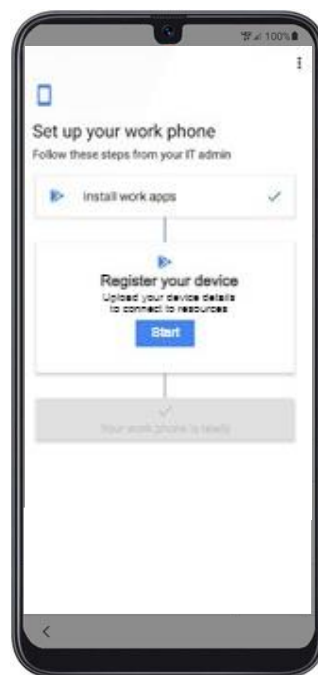 100%
Set up your work phone
Follow these steps from your IT admin
Install work apps
Register your device
Upload your device details
to connect to resources
Start
Your work phone is ready